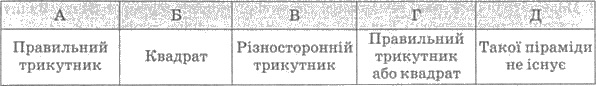 А Б В Г Д
Правильний трикутник
Квадрат
Різносторонній трикутник
Правильний трикутник або квадрат
Такої піраміди не існує